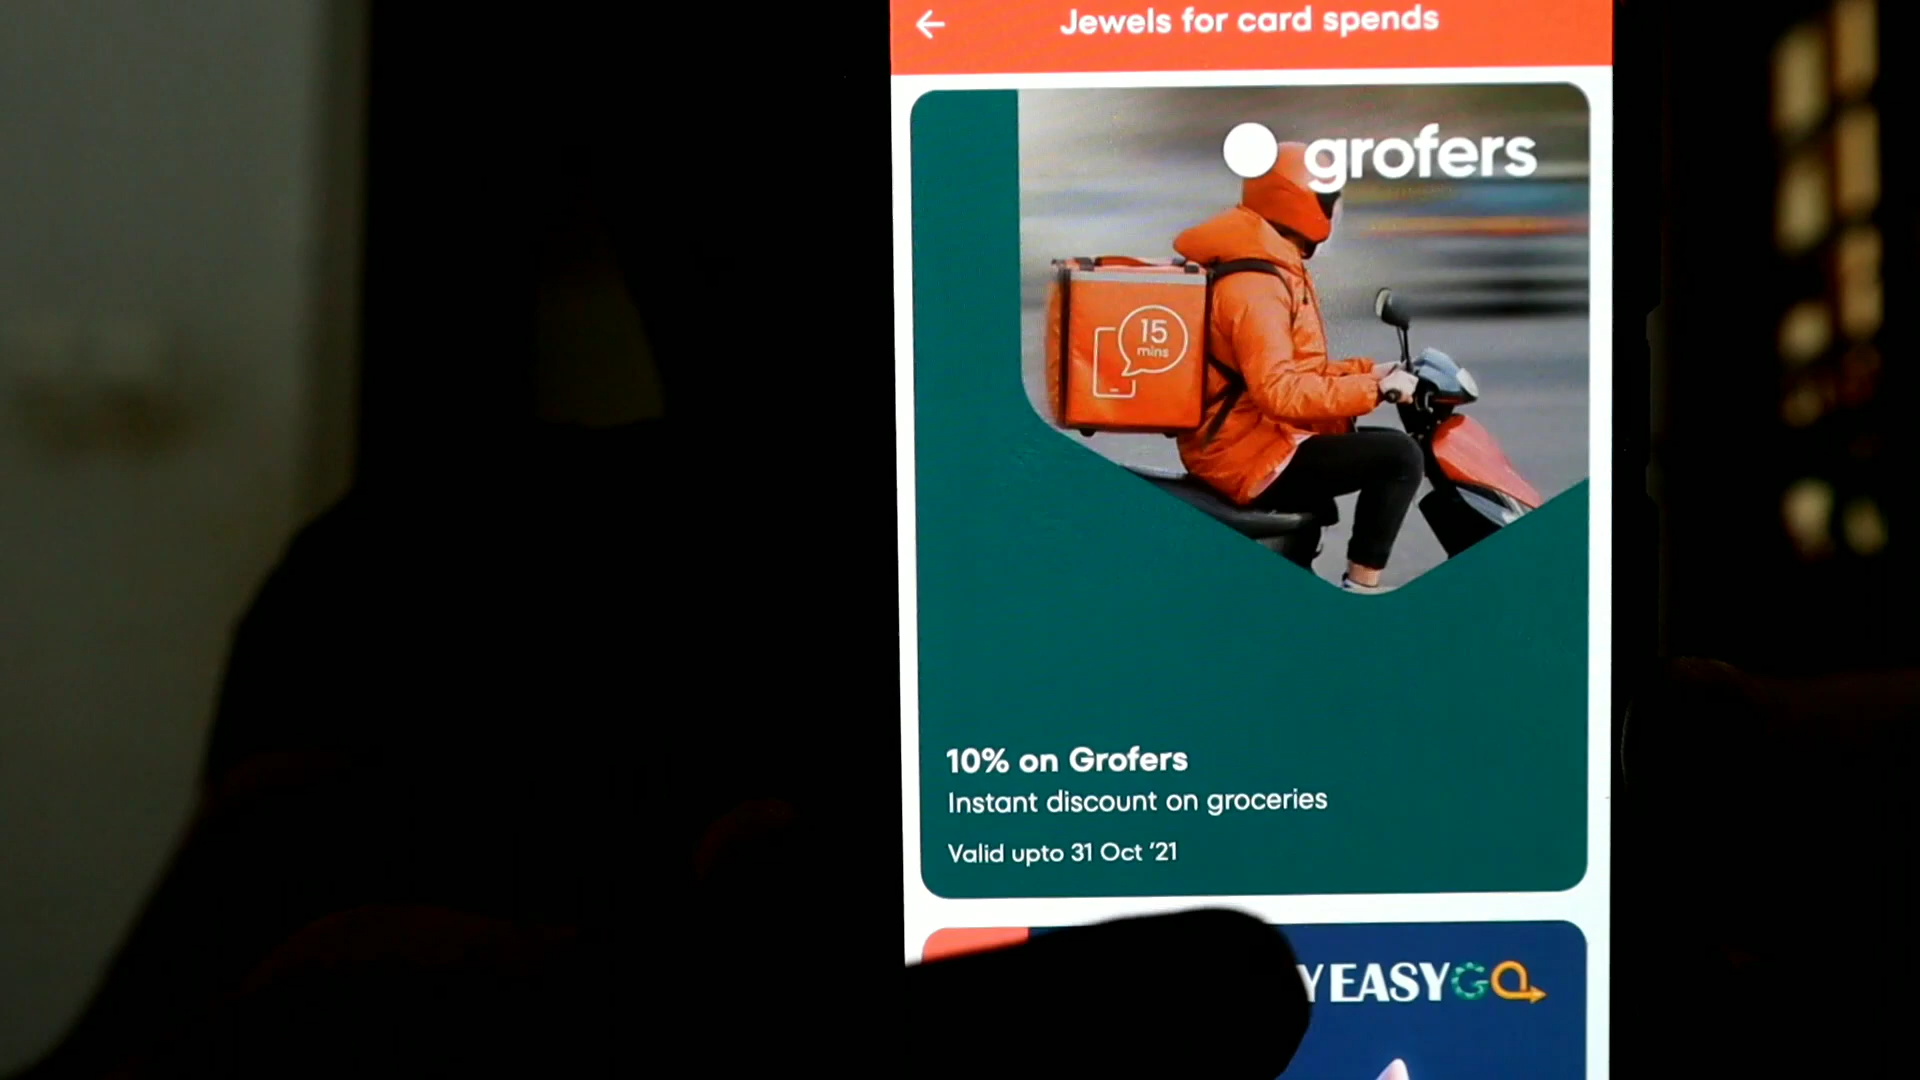 Jewels for card spends
grofers
15
mins
10% on Grofers
Instant discount on groceries
Valid upto 31 Oct '21
YEASYGO